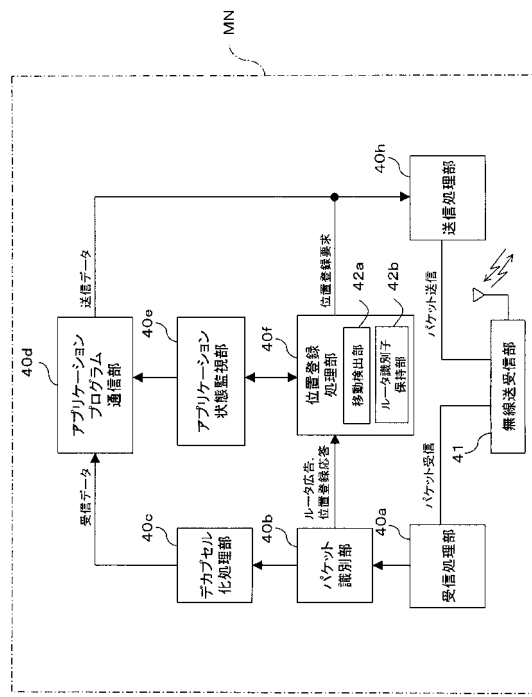 MN
40d
アプリケーション
プログラム
通信部
受信データ
送信データ
40e
アプリケーション
状態監視部
40c
デカプセル
化処理部
40f
位置登録
処理部
42a
移動検出部
42b
ルータ識別子
保持部
位置登録要求
ルータ広告,
位置登録応答
40b
パケット
識別部
40h
送信処理部
40a
受信処理部
パケット受信
パケット送信
41
無線送受信部